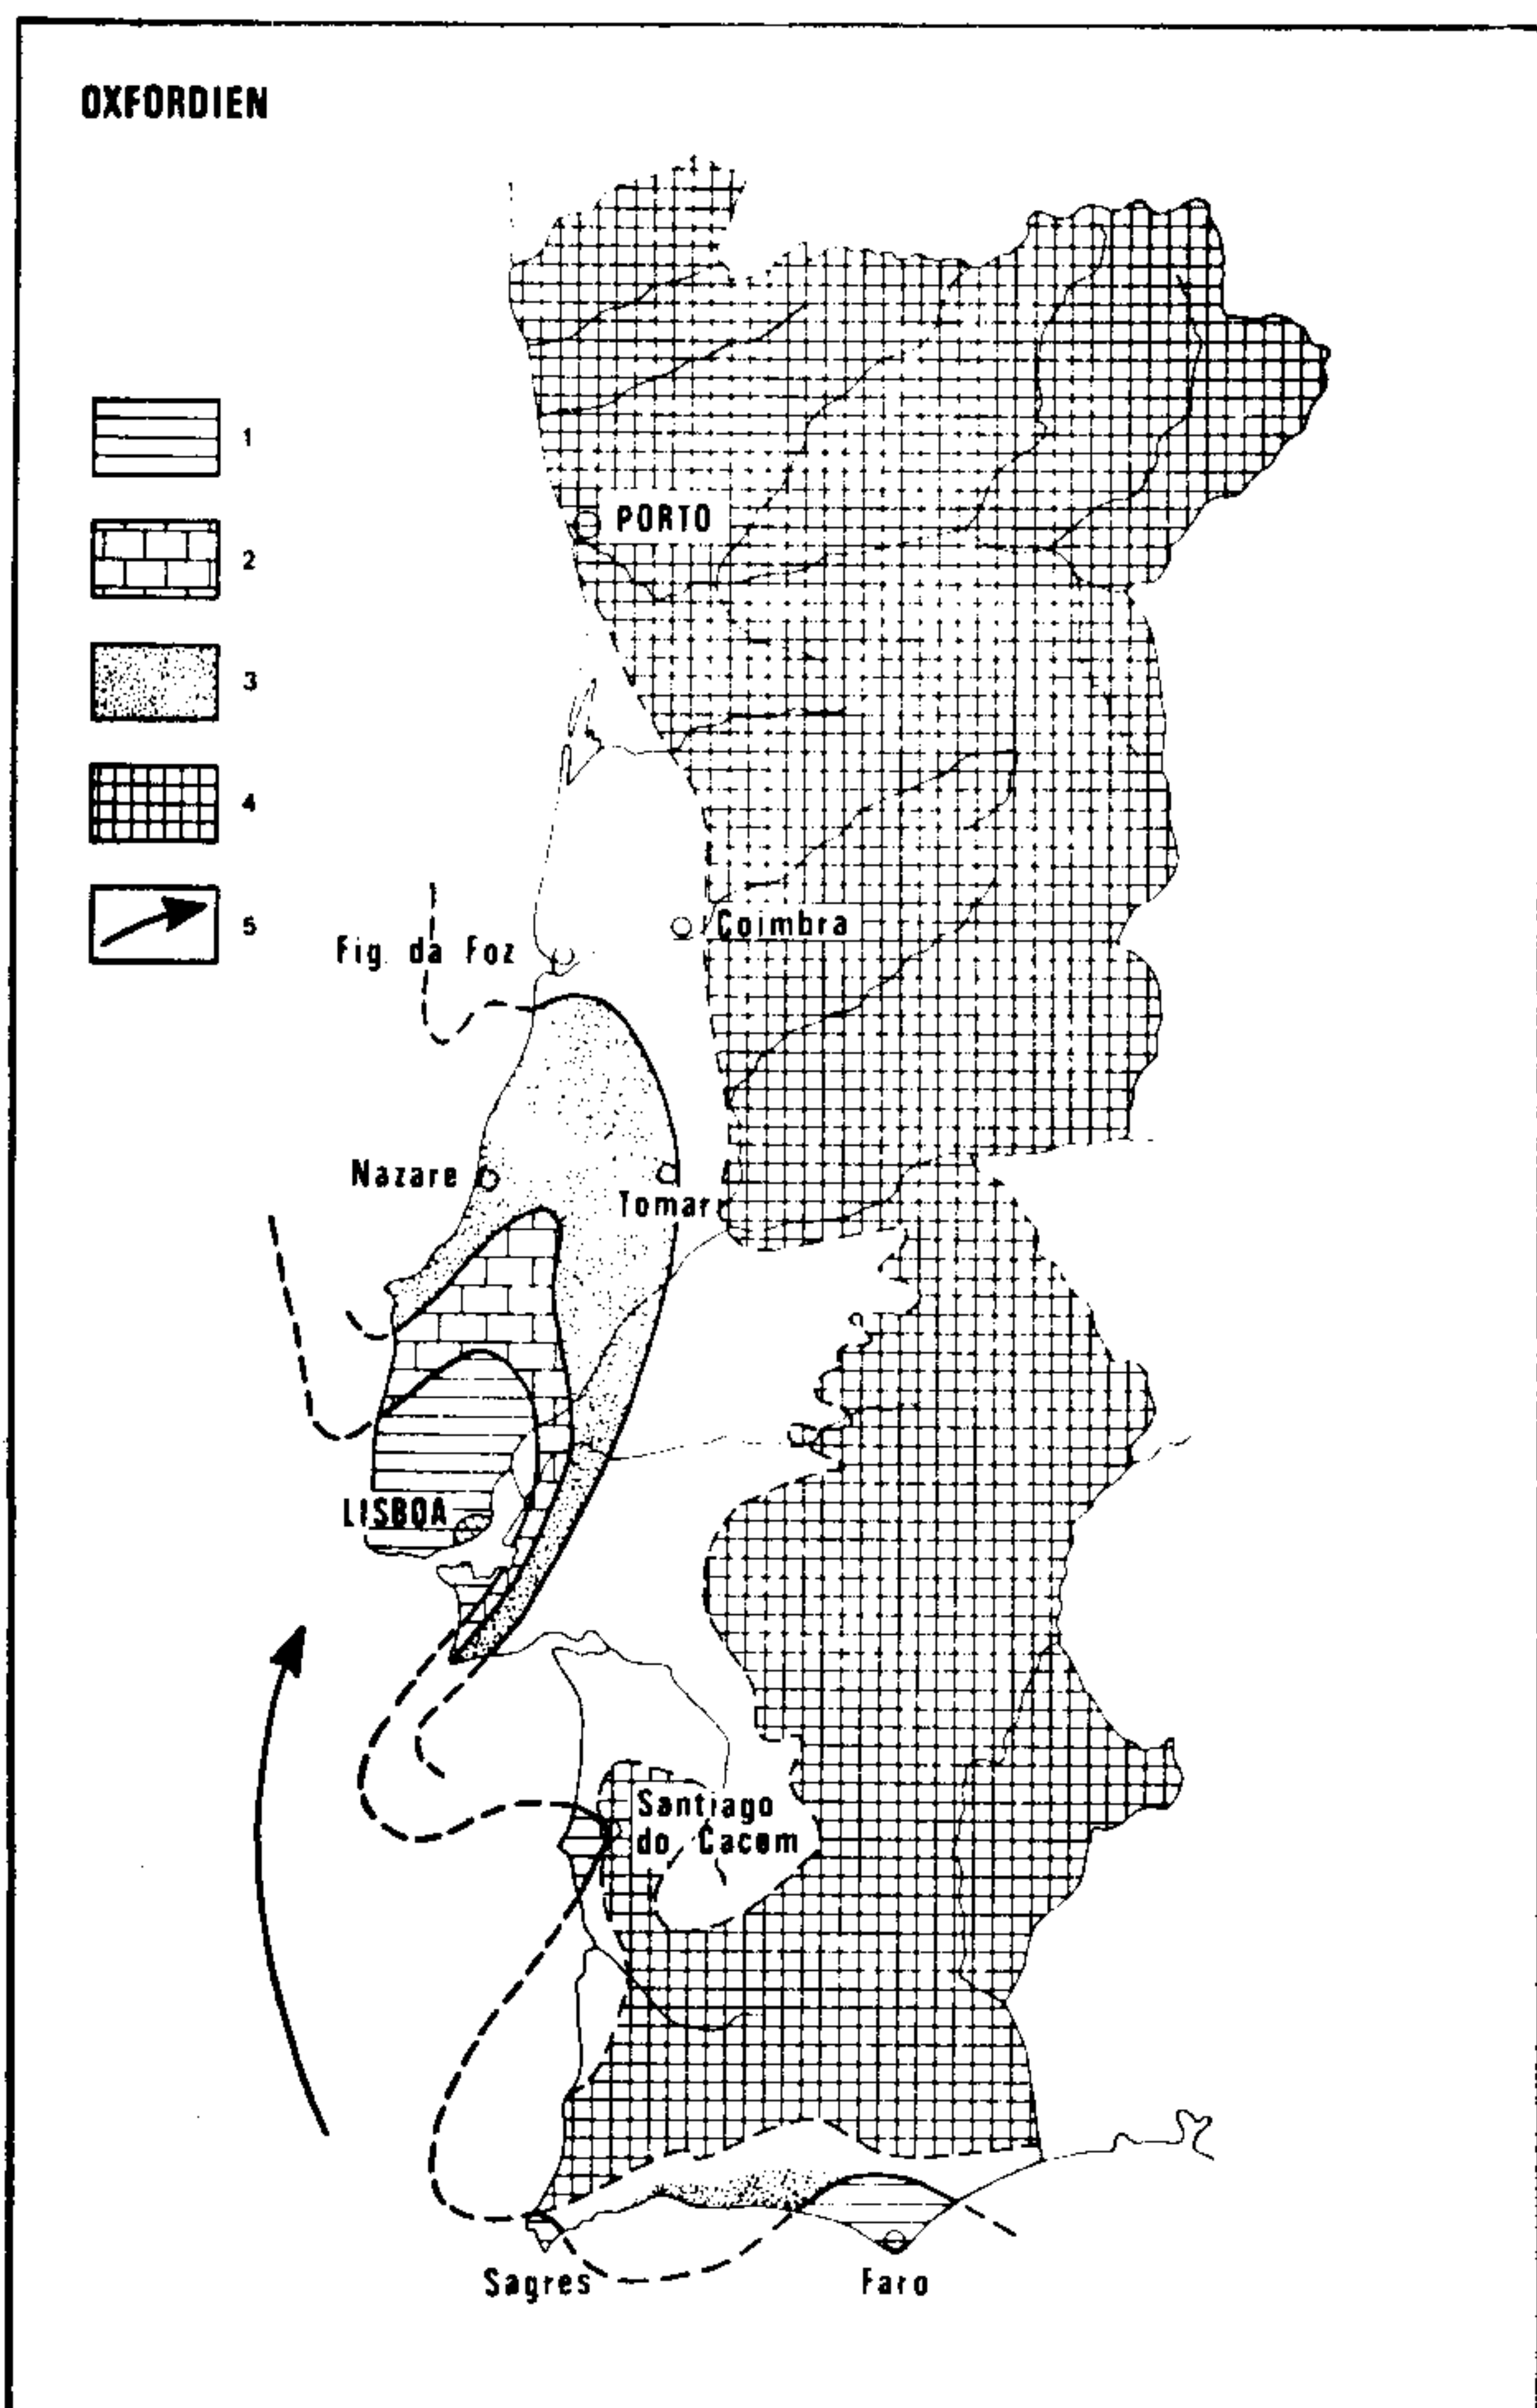 OXFORDIEN
1
2
3
4
5
PORTO
Coimbra
Fig. da Foz
Nazare
Tomar
LISBOA
Santiago
do Cacem
Sagres
Faro